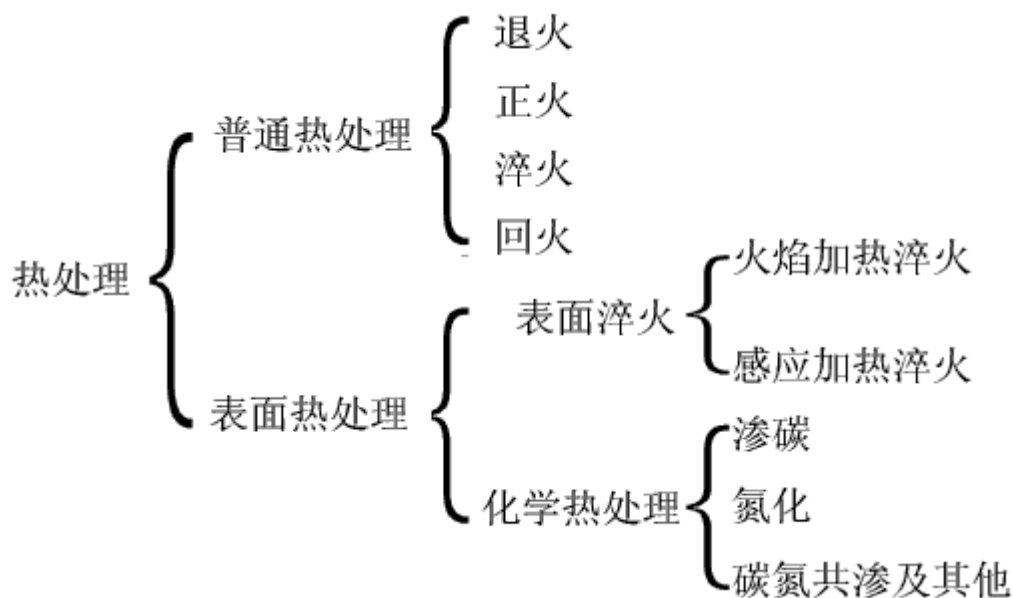 热处理
普通热处理
退火
正火
淬火
回火
表面热处理
表面淬火
火焰加热淬火
感应加热淬火
化学热处理
渗碳
氮化
碳氮共渗及其他